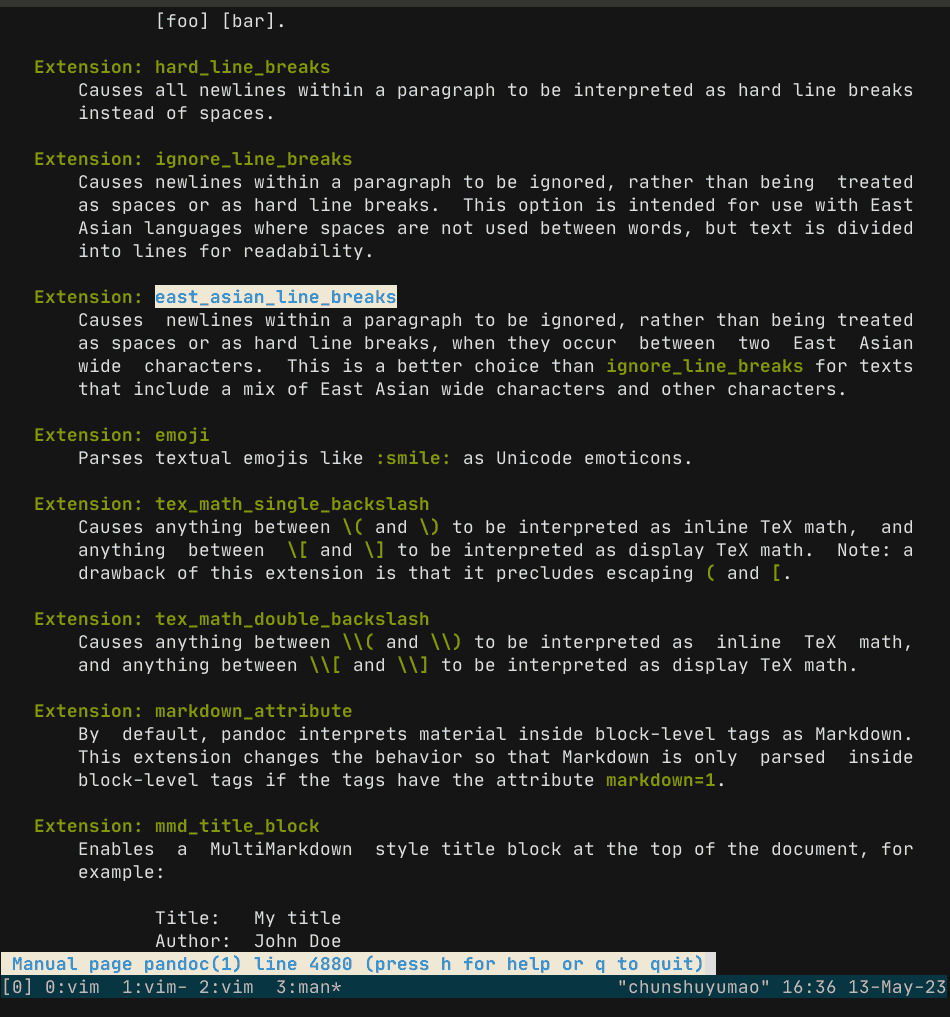 [foo] [bar].
Extension: hard_line_breaks
Causes all newlines within a paragraph to be interpreted as hard line breaks
instead of spaces.
Extension: ignore_line_breaks
Causes newlines within a paragraph to be ignored, rather than being  treated
as spaces or as hard line breaks.  This option is intended for use with East
Asian languages where spaces are not used between words, but text is divided
into lines for readability.
Extension: east_asian_line_breaks
Causes  newlines within a paragraph to be ignored, rather than being treated
as spaces or as hard line breaks, when they occur  between  two  East  Asian
wide  characters.  This is a better choice than ignore_line_breaks for texts
that include a mix of East Asian wide characters and other characters.
Extension: emoji
Parses textual emojis like :smile: as Unicode emoticons.
Extension: tex_math_single_backslash
Causes anything between \( and \) to be interpreted as inline TeX math,  and
anything  between  \[ and \] to be interpreted as display TeX math.  Note: a
drawback of this extension is that it precludes escaping ( and [.
Extension: tex_math_double_backslash
Causes anything between \\( and \\) to be interpreted as  inline  TeX  math,
and anything between \\[ and \\] to be interpreted as display TeX math.
Extension: markdown_attribute
By  default, pandoc interprets material inside block-level tags as Markdown.
This extension changes the behavior so that Markdown is only  parsed  inside
block-level tags if the tags have the attribute markdown=1.
Extension: mmd_title_block
Enables  a  MultiMarkdown  style title block at the top of the document, for
example:
Title:   My title
Author:  John Doe
Manual page pandoc(1) line 4880 (press h for help or q to quit)
[0] 0:vim  1:vim- 2:vim  3:man* "chunshuyumao" 16:36 13-May-23